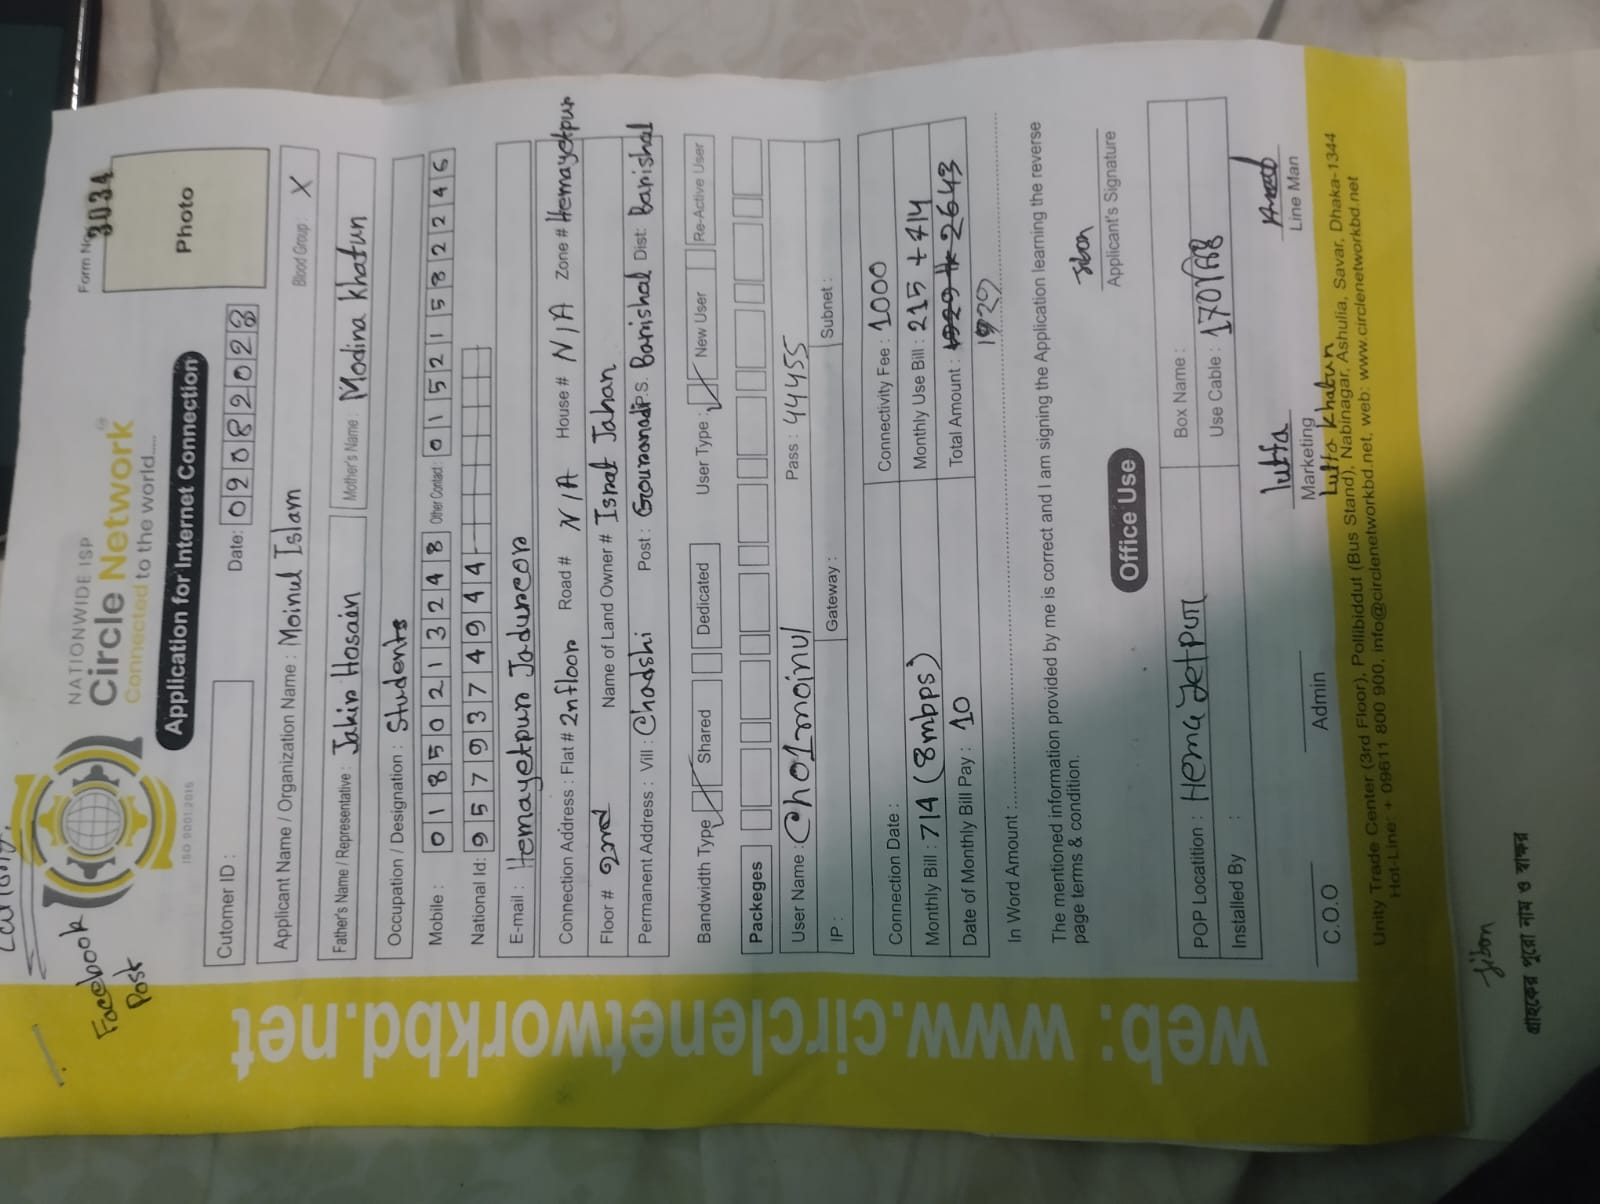 Facebook
Post
NATIONWIDE ISP
Circle Network
Connected to the world....
ISO 9001:2015
Form No
3034
Photo
Application for Internet Connection
Cutomer ID :
Date: 02082023
Applicant Name / Organization Name : Moinul Islam Blood Group : X
Father's Name / Representative : Jakir Hosain Mother's Name : Modina Khatun
Occupation / Designation : Students
Mobile : 01850213248 Other Contact: 01521582246
National Id: 9579374944
E-mail : Hemayetpur Jadurcor
Connection Address : Flat # 2nfloor Road # N/A House # N/A Zone # Hemayetpur
Floor # 2nd Name of Land Owner # Israt Jahan
Permanent Address : Vill : Chadshi Post : Gournandi P.S. Barishal Dist: Barishal
Bandwidth Type Shared Dedicated User Type : New User Re-Active User
Packeges
User Name : Cho1moinul Pass : 44455
IP : Gateway : Subnet :
Connection Date : Connectivity Fee : 1000
Monthly Bill : 714 (8mbps) Monthly Use Bill : 215 + 714
Date of Monthly Bill Pay : 10 Total Amount : 1929 tk 2643
1929
In Word Amount :
The mentioned information provided by me is correct and I am signing the Application learning the reverse
page terms & condition.
Jibon
Applicant's Signature
Office Use
POP Locatition : Hemayetpur Box Name :
Installed By : Use Cable : 170মিঃ
lutfa
C.O.O Admin Marketing Line Man
Lutfa khatun
Unity Trade Center (3rd Floor), Pollibiddut (Bus Stand), Nabinagar, Ashulia, Savar, Dhaka-1344
Hot-Line: + 09611 800 900, info@circlenetworkbd.net, web: www.circlenetworkbd.net
web: www.circlenetworkbd.net
Jibon
গ্রাহকের পুরো নাম ও স্বাক্ষর